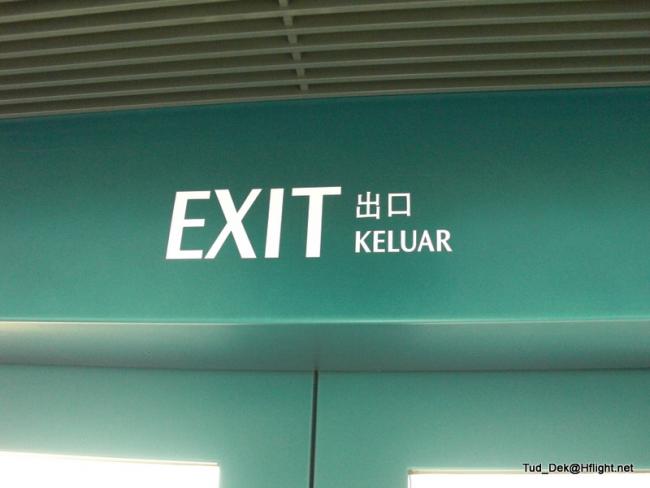 EXIT
出口
KELUAR
Tud_Dek@Hflight.net